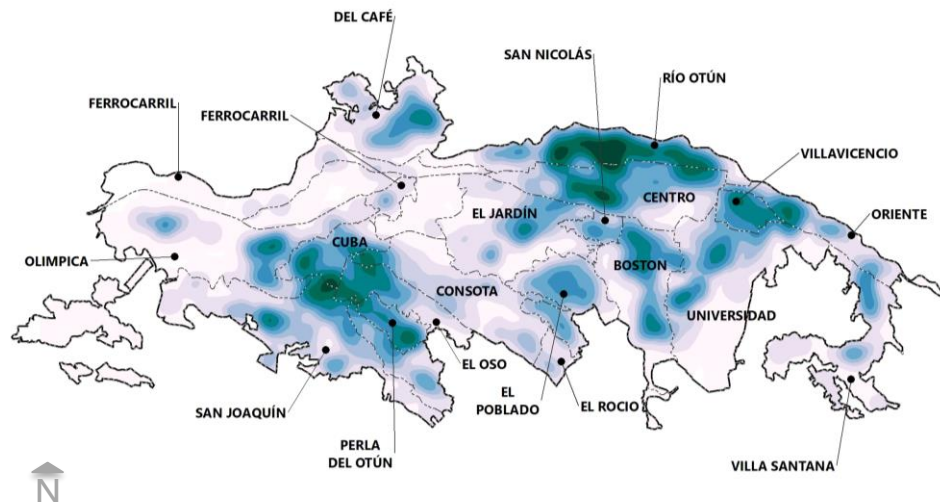 DEL CAFÉ
SAN NICOLÁS
RÍO OTÚN
FERROCARRIL
FERROCARRIL
VILLAVICENCIO
CENTRO
EL JARDÍN
ORIENTE
CUBA
OLIMPICA
BOSTON
CONSOTA
UNIVERSIDAD
EL OSO
EL
POBLADO
EL ROCIO
SAN JOAQUÍN
PERLA
DEL OTÚN
VILLA SANTANA
N